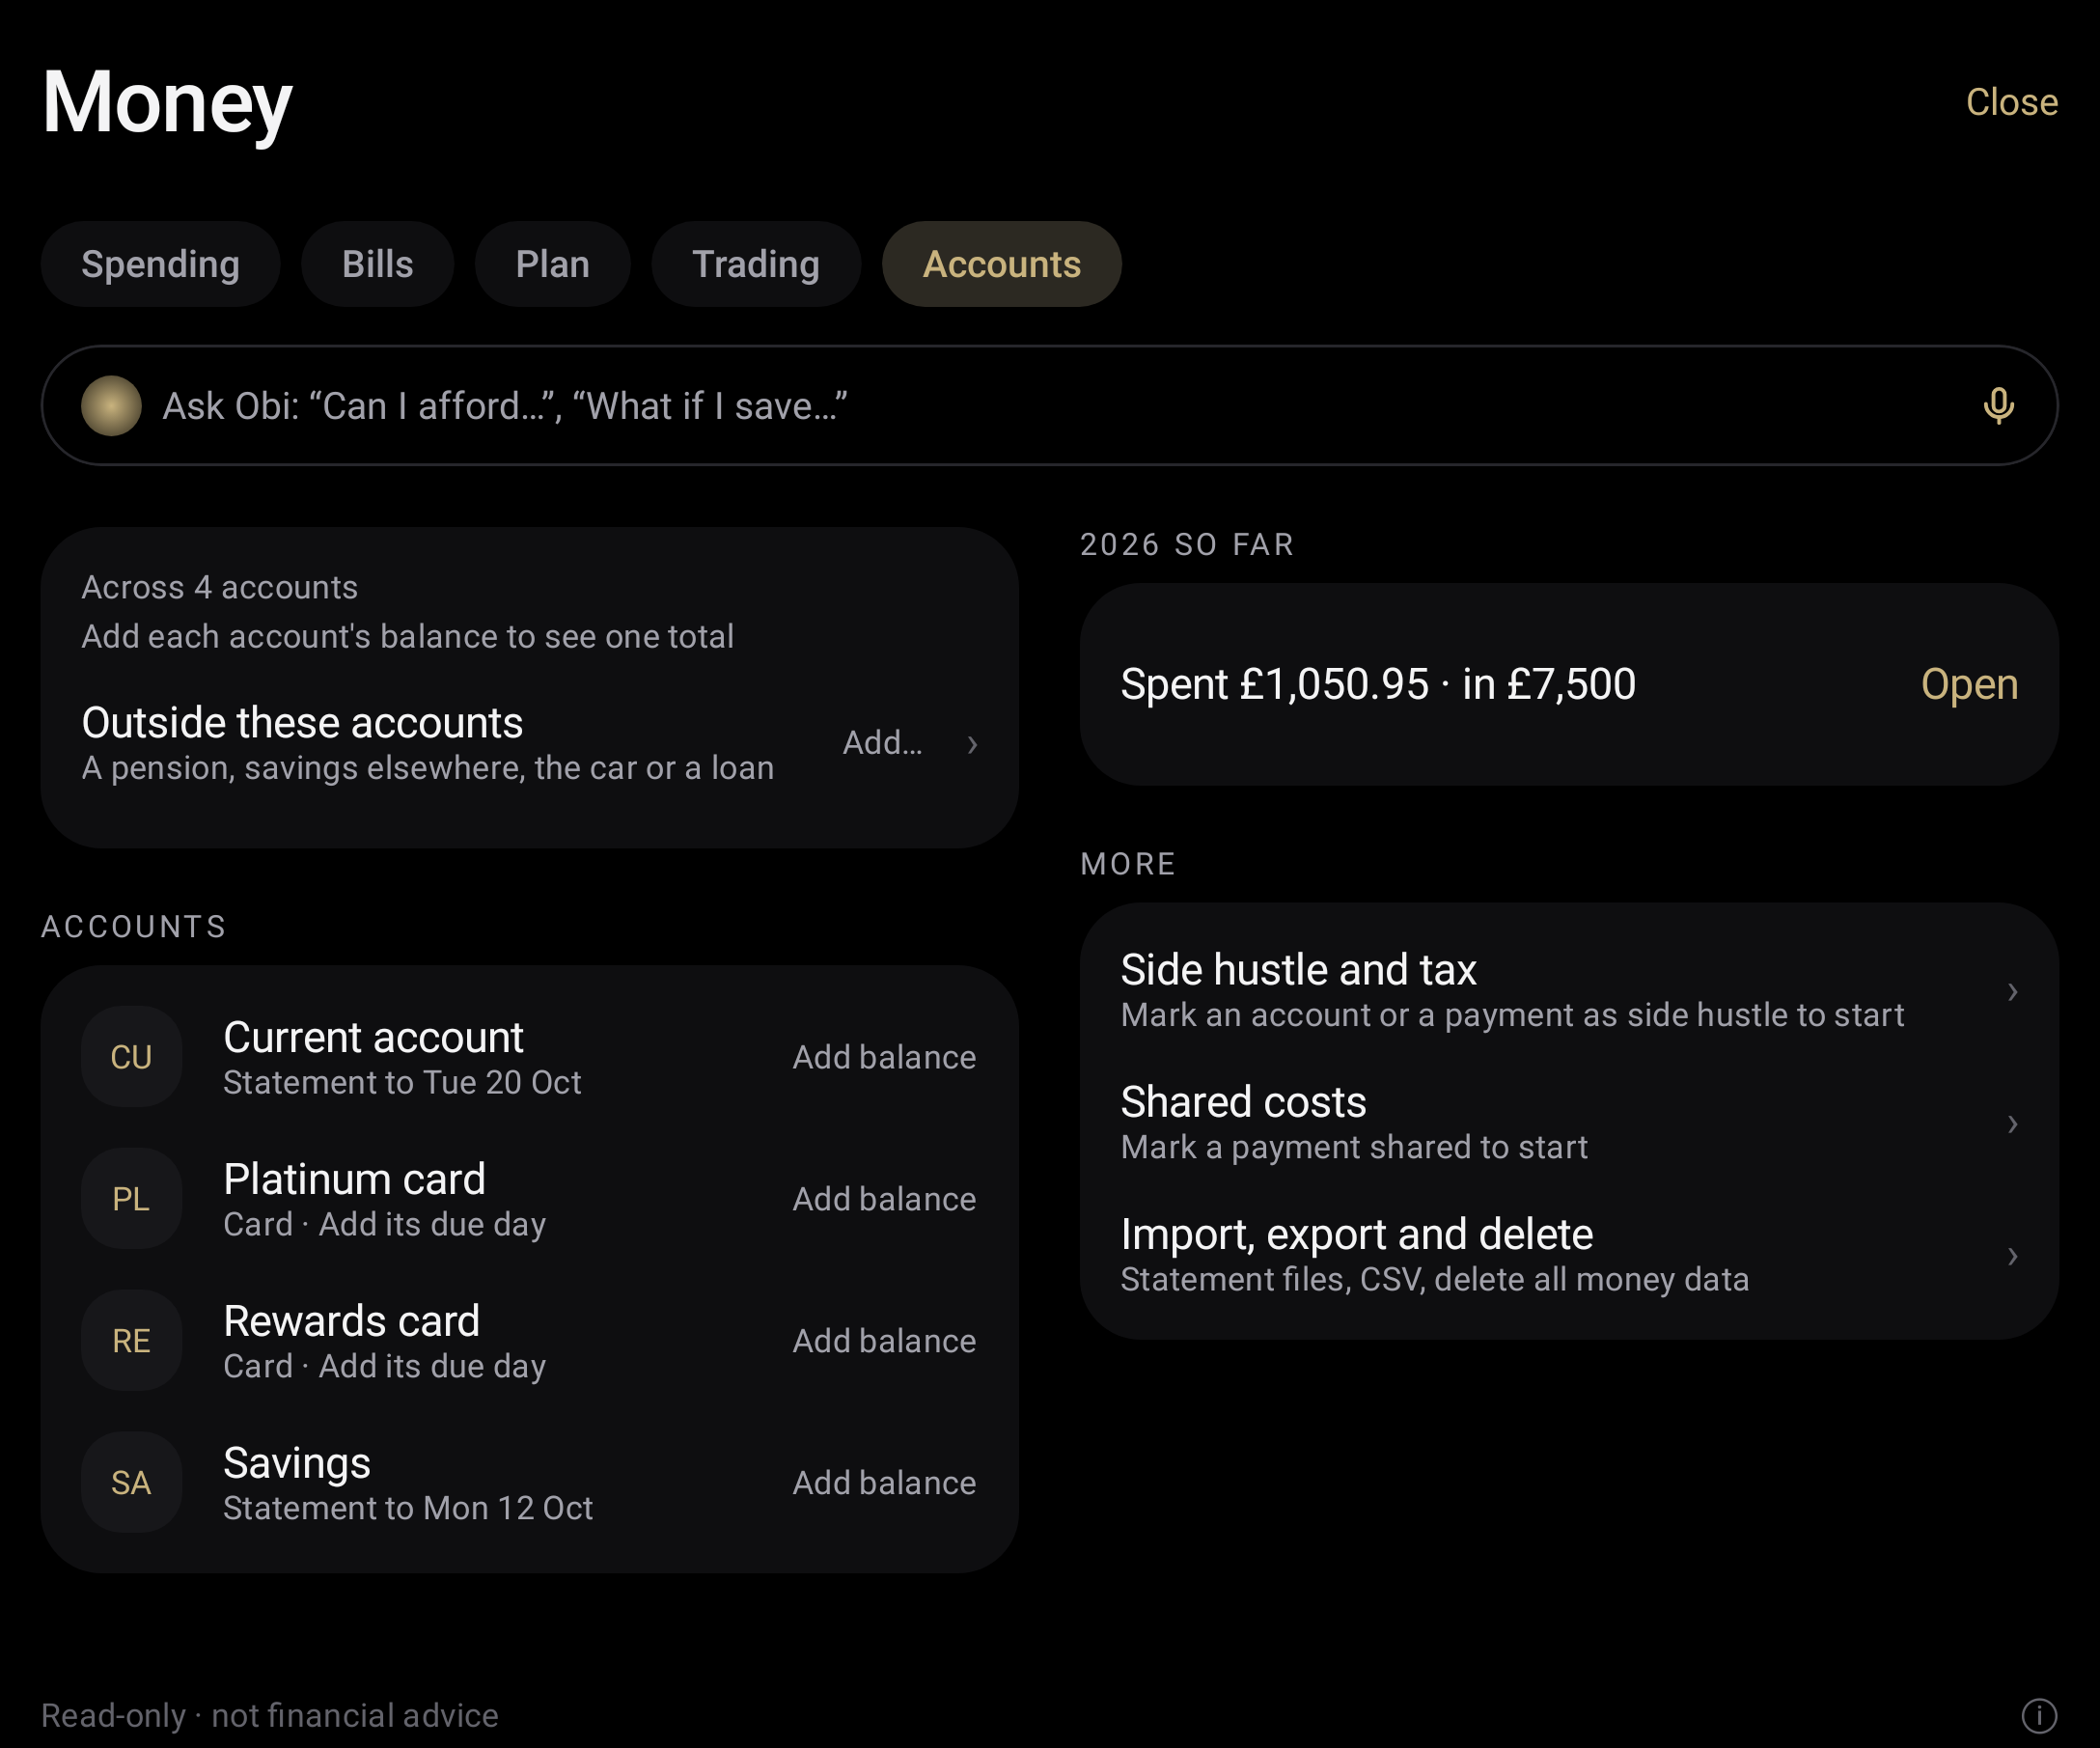 Money
Close
Spending
Bills
Plan
Trading
Accounts
Ask Obi: “Can I afford…”, “What if I save…”
Across 4 accounts
Add each account's balance to see one total
Outside these accounts
A pension, savings elsewhere, the car or a loan
Add…
ACCOUNTS
CU
Current account
Statement to Tue 20 Oct
Add balance
PL
Platinum card
Card · Add its due day
Add balance
RE
Rewards card
Card · Add its due day
Add balance
SA
Savings
Statement to Mon 12 Oct
Add balance
2026 SO FAR
Spent £1,050.95 · in £7,500
Open
MORE
Side hustle and tax
Mark an account or a payment as side hustle to start
Shared costs
Mark a payment shared to start
Import, export and delete
Statement files, CSV, delete all money data
Read-only · not financial advice